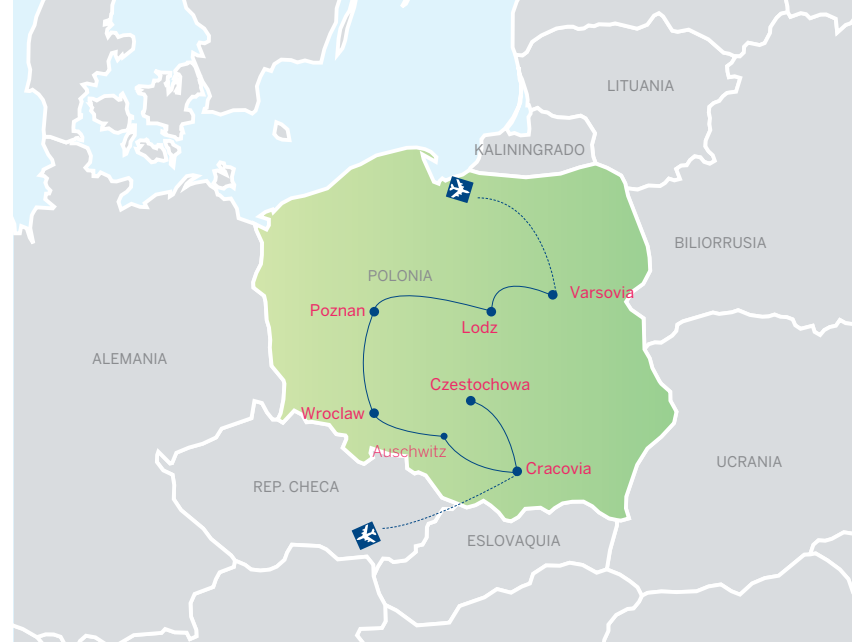 LITUANIA
KALININGRADO
BILIORRUSIA
POLONIA
Varsovia
Poznan
Lodz
ALEMANIA
Czestochowa
Wroclaw
Auschwitz
UCRANIA
Cracovia
REP. CHECA
ESLOVAQUIA